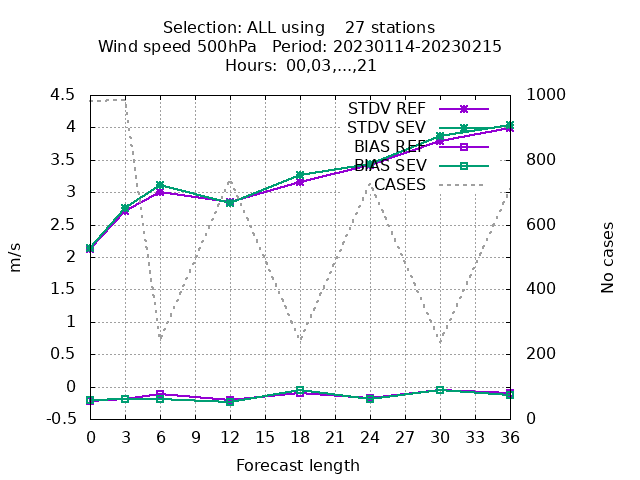 Selection: ALL using    27 stations
Wind speed 500hPa   Period: 20230114-20230215
Hours: 00,03,...,21
STDV REF
STDV SEV
BIAS REF
BIAS SEV
CASES
4.5
4
3.5
3
2.5
2
1.5
1
0.5
0
-0.5
1000
800
600
400
200
0
m/s
No cases
0 3 6 9 12 15 18 21 24 27 30 33 36
Forecast length